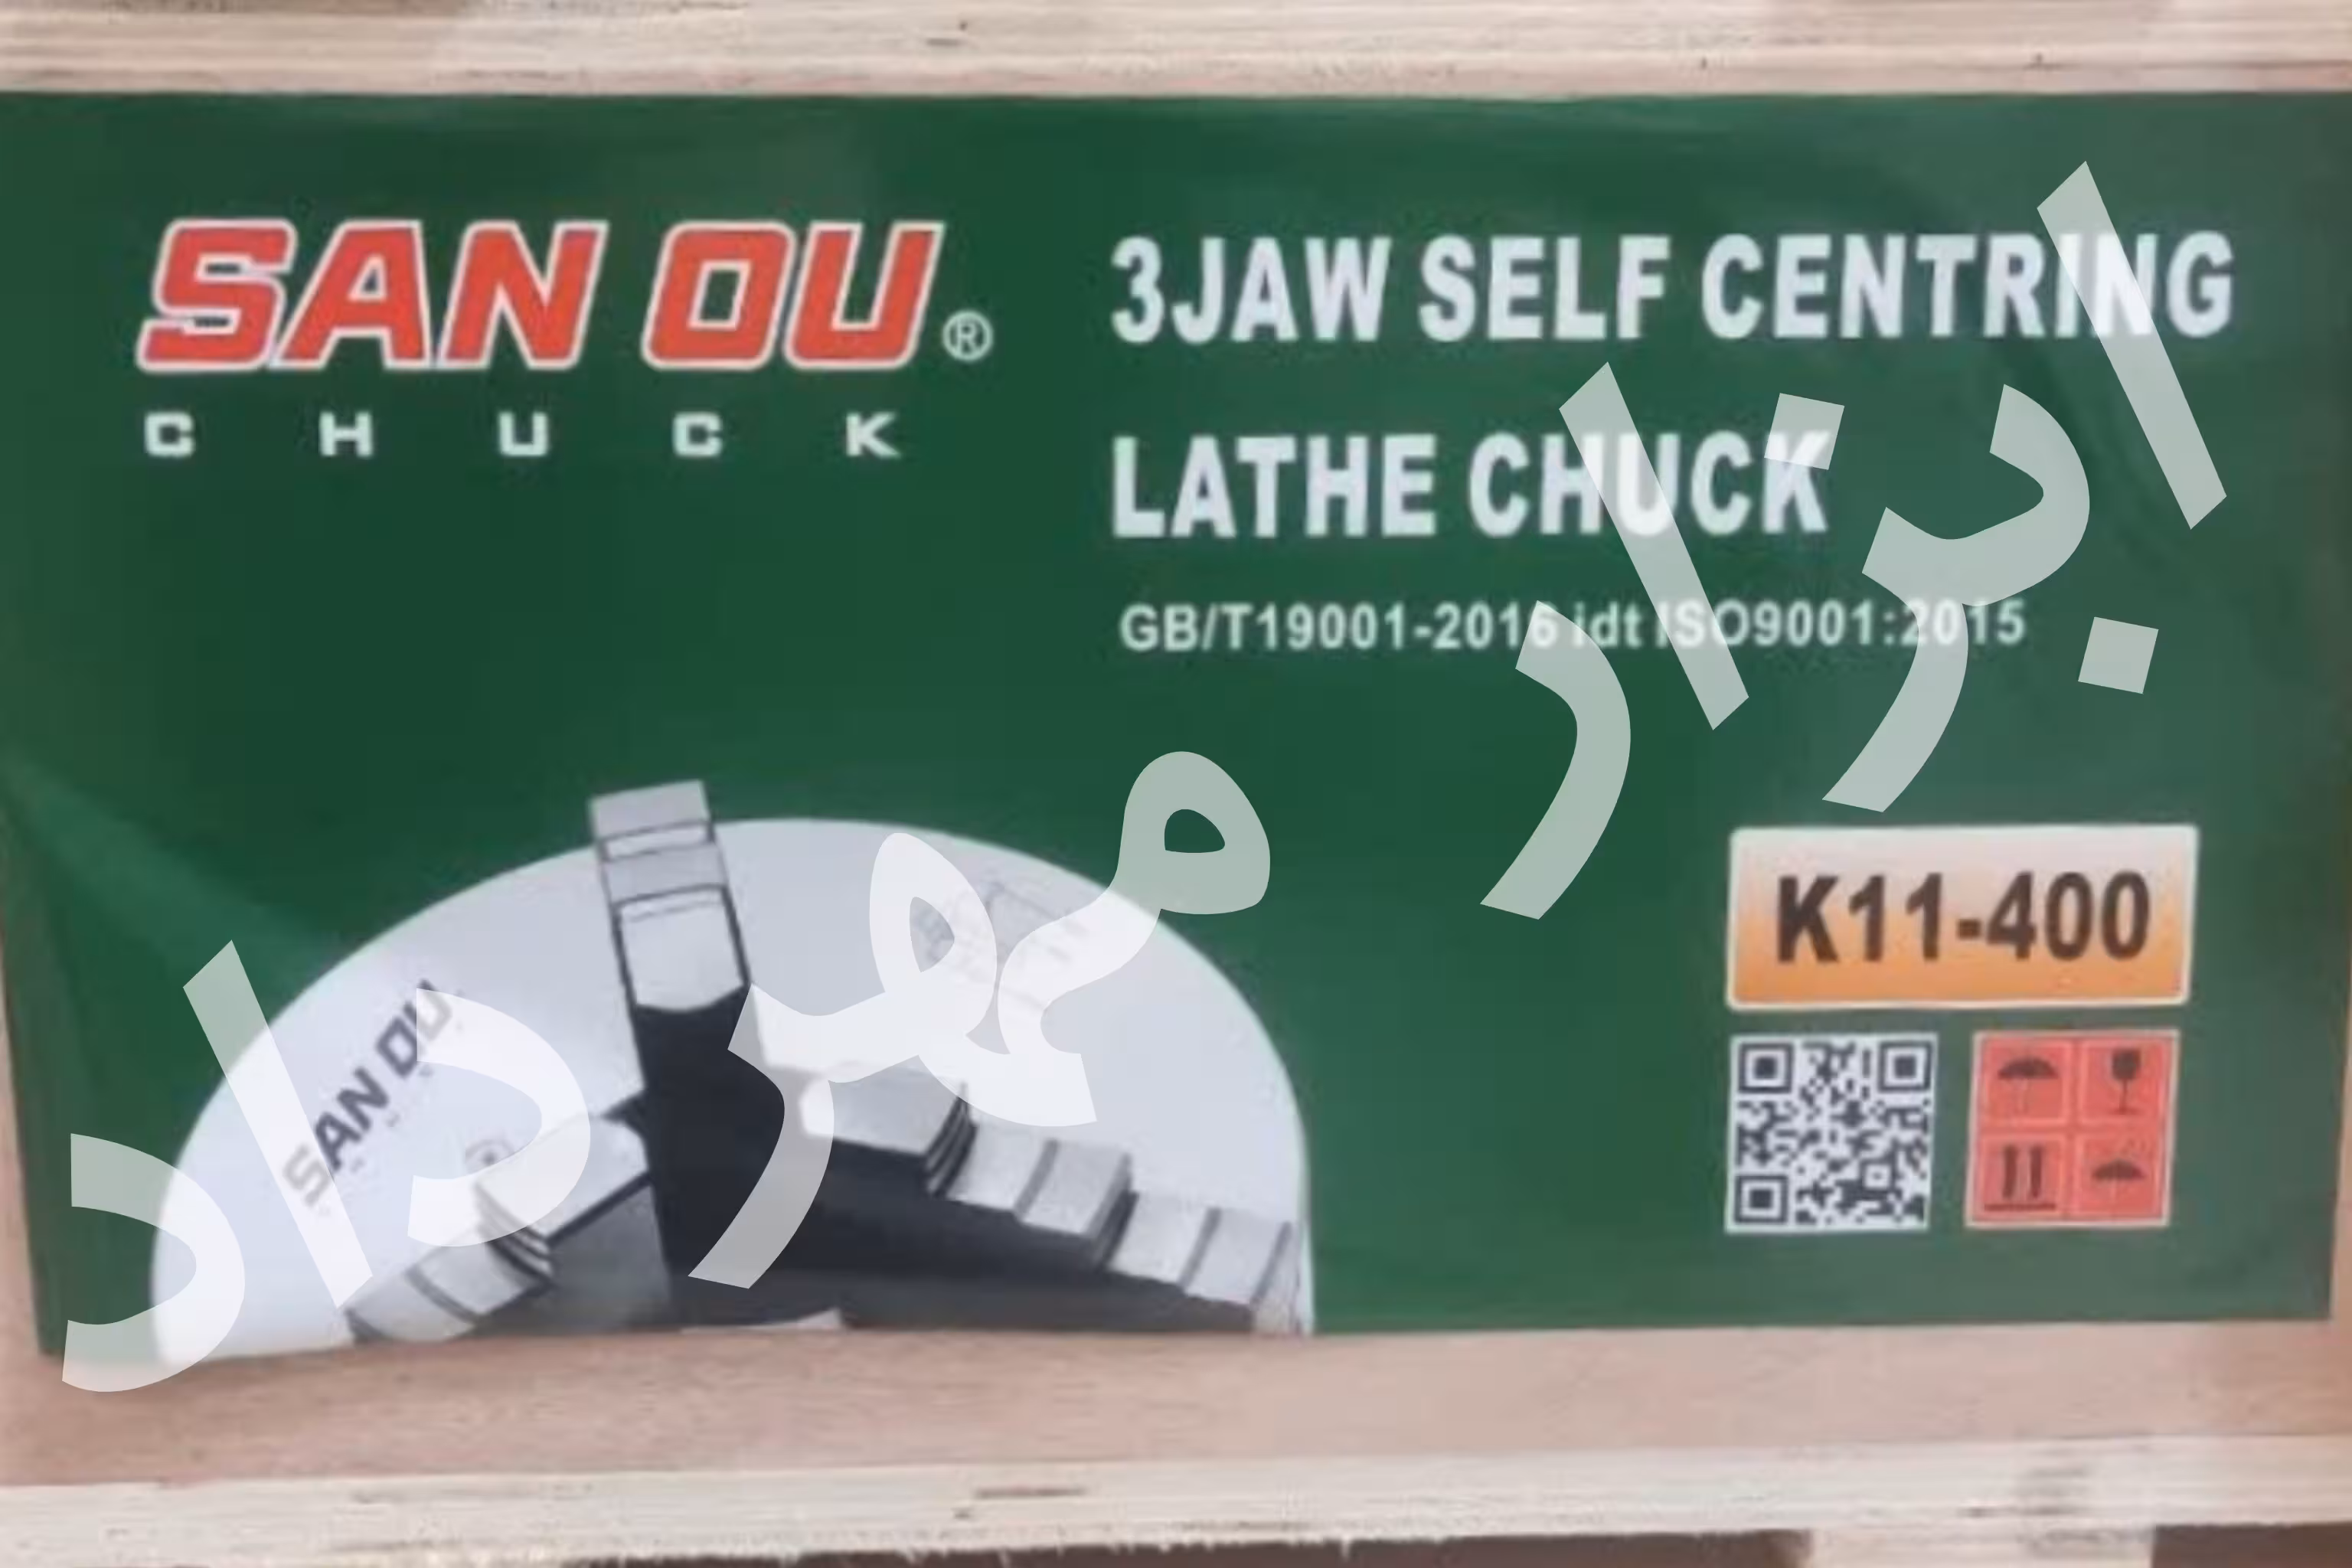 SAN OU®
CHUCK
3JAW SELF CENTRING
LATHE CHUCK
GB/T19001-2016 idt ISO9001:2015
K11-400
SAN OU
ابزار مهرداد